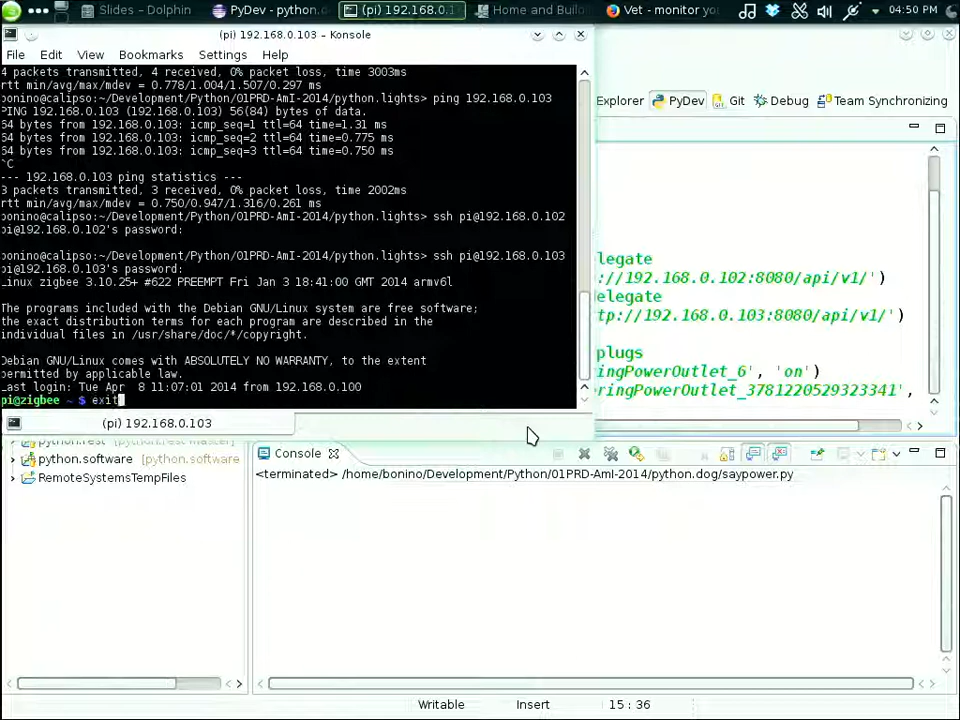 Slides – Dolphin
PyDev - python.
(pi) 192.168.0.1
Home and Build
Vet - monitor yo
04:50 PM
(pi) 192.168.0.103 – Konsole
File Edit View Bookmarks Settings Help
4 packets transmitted, 4 received, 0% packet loss, time 3003ms
rtt min/avg/max/mdev = 0.778/1.004/1.507/0.297 ms
bonino@calipso:~/Development/Python/01PRD-AmI-2014/python.lights> ping 192.168.0.103
PING 192.168.0.103 (192.168.0.103) 56(84) bytes of data.
64 bytes from 192.168.0.103: icmp_seq=1 ttl=64 time=1.31 ms
64 bytes from 192.168.0.103: icmp_seq=2 ttl=64 time=0.775 ms
64 bytes from 192.168.0.103: icmp_seq=3 ttl=64 time=0.750 ms
^C
--- 192.168.0.103 ping statistics ---
3 packets transmitted, 3 received, 0% packet loss, time 2002ms
rtt min/avg/max/mdev = 0.750/0.947/1.316/0.261 ms
bonino@calipso:~/Development/Python/01PRD-AmI-2014/python.lights> ssh pi@192.168.0.102
pi@192.168.0.102's password:
bonino@calipso:~/Development/Python/01PRD-AmI-2014/python.lights> ssh pi@192.168.0.103
pi@192.168.0.103's password:
Linux zigbee 3.10.25+ #622 PREEMPT Fri Jan 3 18:41:00 GMT 2014 armv6l
The programs included with the Debian GNU/Linux system are free software;
the exact distribution terms for each program are described in the
individual files in /usr/share/doc/*/copyright.
Debian GNU/Linux comes with ABSOLUTELY NO WARRANTY, to the extent
permitted by applicable law.
Last login: Tue Apr  8 11:07:01 2014 from 192.168.0.100
pi@zigbee ~ $ exit
(pi) 192.168.0.103
Explorer PyDev Git Debug Team Synchronizing
legate
://192.168.0.102:8080/api/v1/')
elegate
tp://192.168.0.103:8080/api/v1/')
plugs
ringPowerOutlet_6', 'on')
eringPowerOutlet_3781220529323341',
python.rest [python.rest master]
python.software [python.software
RemoteSystemsTempFiles
Console
<terminated> /home/bonino/Development/Python/01PRD-AmI-2014/python.dog/saypower.py
Writable Insert 15 : 36